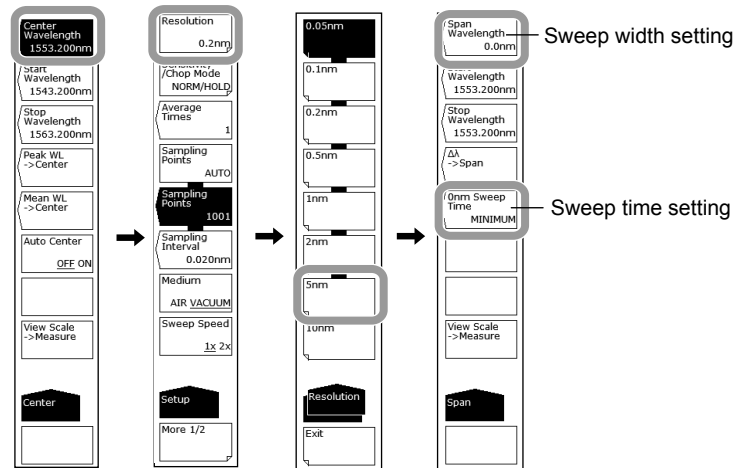 Center
Wavelength
1553.200nm
Start
Wavelength
1543.200nm
Stop
Wavelength
1563.200nm
Peak WL
->Center
Mean WL
->Center
Auto Center
OFF ON
View Scale
->Measure
Center
Resolution
0.2nm
Sensitivity
/Chop Mode
NORM/HOLD
Average
Times
1
Sampling
Points
AUTO
Sampling
Points
1001
Sampling
Interval
0.020nm
Medium
AIR VACUUM
Sweep Speed
1x 2x
Setup
More 1/2
0.05nm
0.1nm
0.2nm
0.5nm
1nm
2nm
5nm
10nm
Resolution
Exit
Span
Wavelength
0.0nm
Start
Wavelength
1553.200nm
Stop
Wavelength
1553.200nm
Δλ
->Span
0nm Sweep
Time
MINIMUM
View Scale
->Measure
Span
Sweep width setting
Sweep time setting